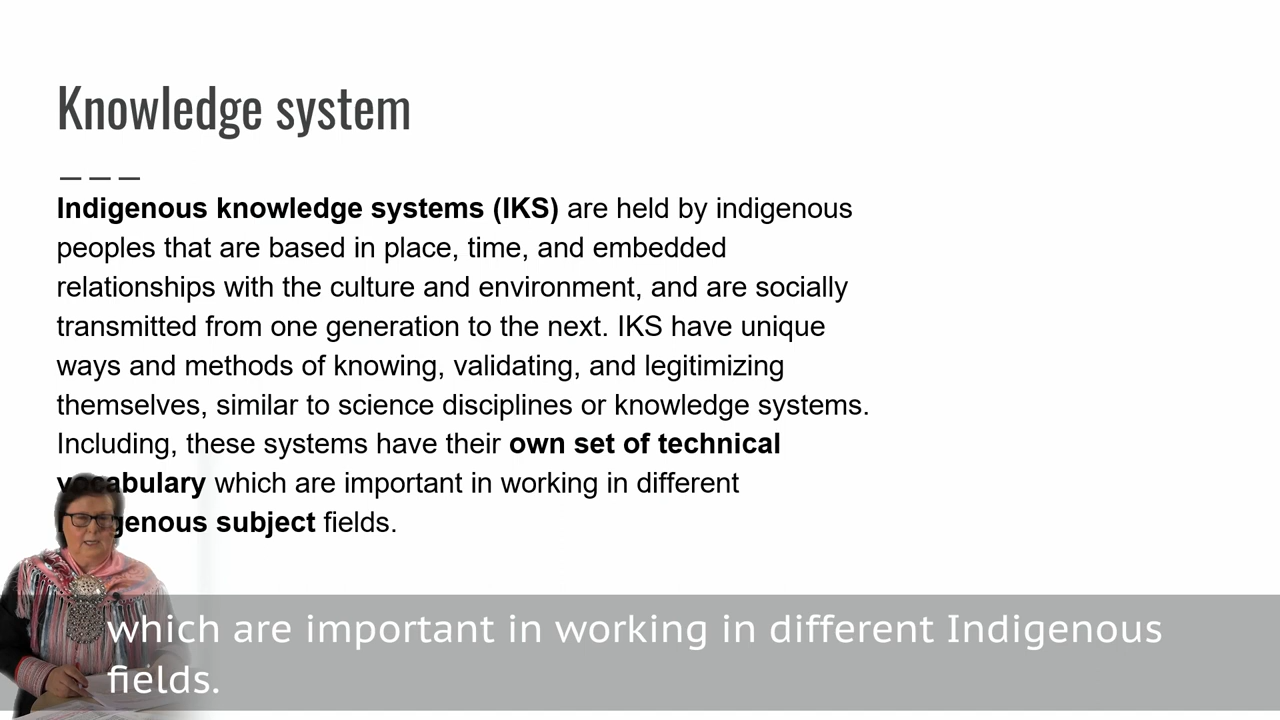 Knowledge system
Indigenous knowledge systems (IKS) are held by indigenous
peoples that are based in place, time, and embedded
relationships with the culture and environment, and are socially
transmitted from one generation to the next. IKS have unique
ways and methods of knowing, validating, and legitimizing
themselves, similar to science disciplines or knowledge systems.
Including, these systems have their own set of technical
vocabulary which are important in working in different
indigenous subject fields.
which are important in working in different Indigenous
fields.